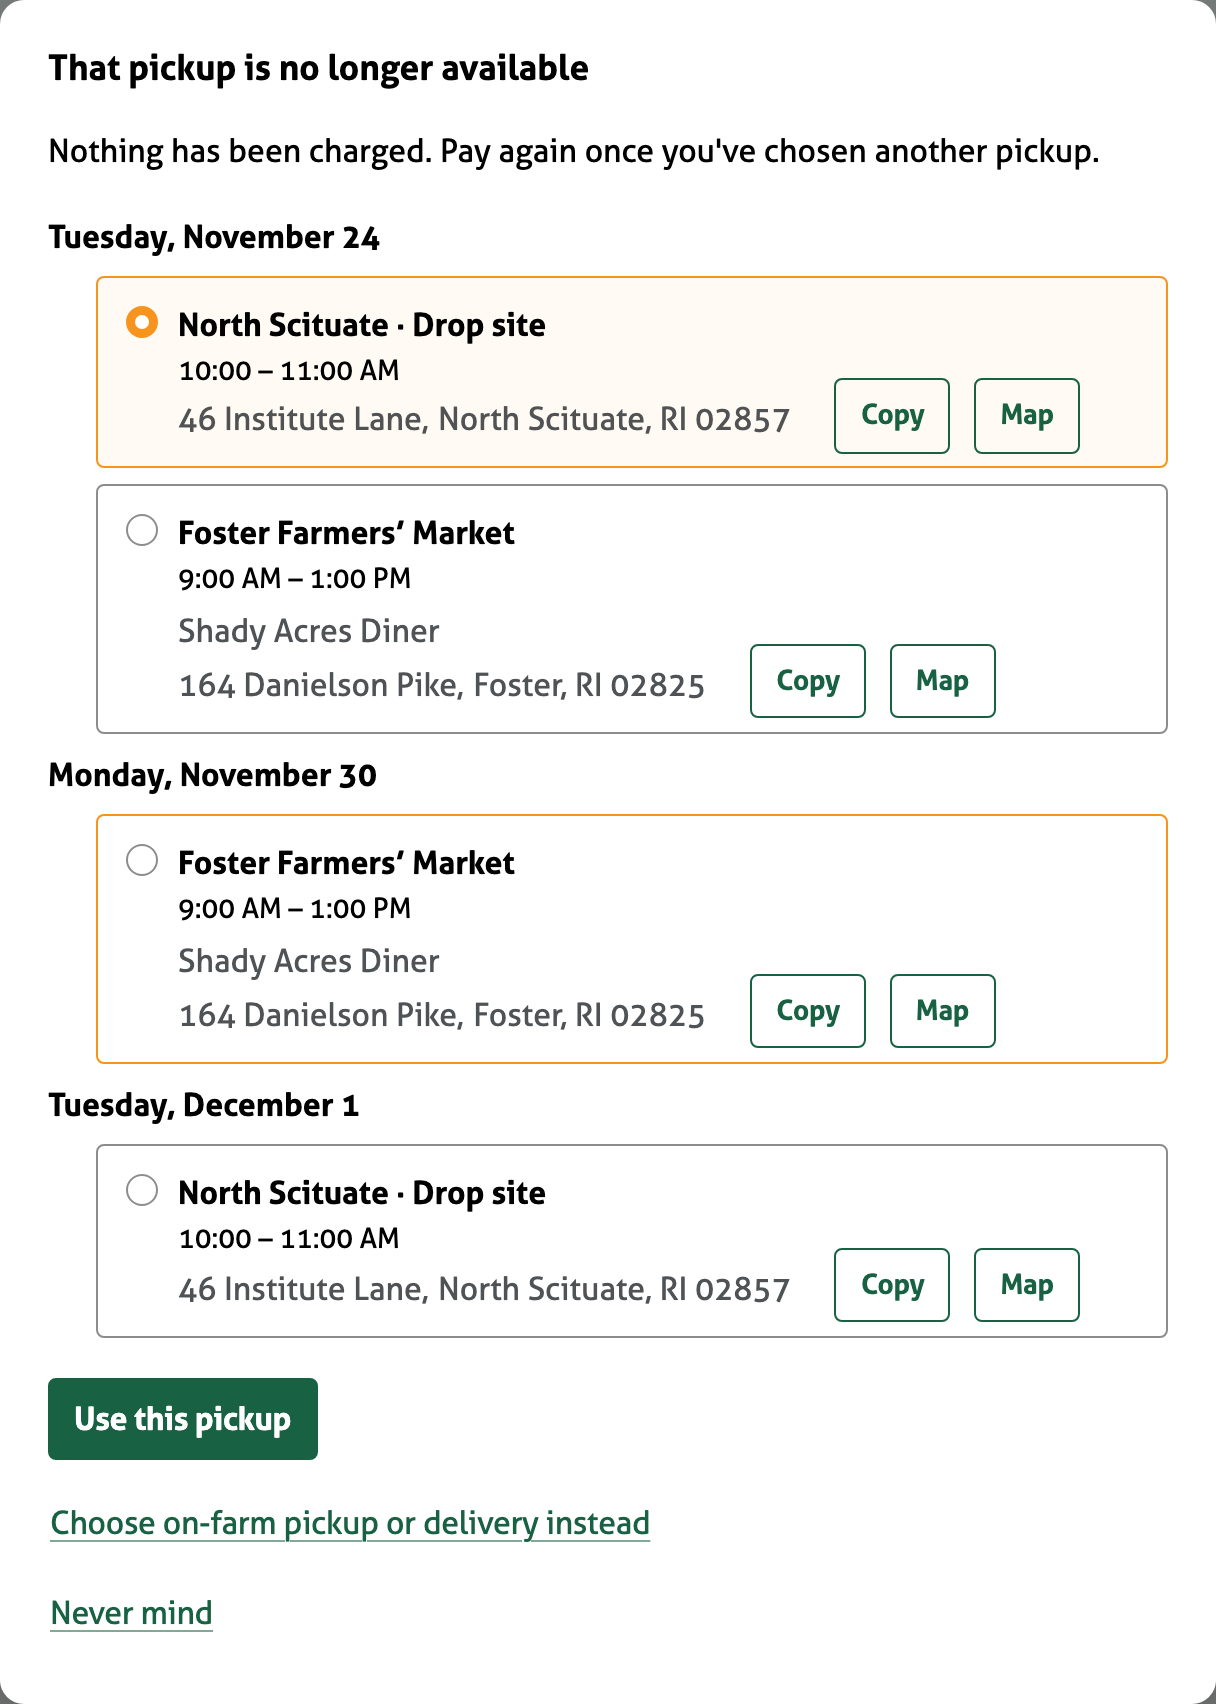 That pickup is no longer available
Nothing has been charged. Pay again once you've chosen another pickup.
Tuesday, November 24
North Scituate · Drop site
10:00 – 11:00 AM
46 Institute Lane, North Scituate, RI 02857
Copy
Map
Foster Farmers’ Market
9:00 AM – 1:00 PM
Shady Acres Diner
164 Danielson Pike, Foster, RI 02825
Copy
Map
Monday, November 30
Foster Farmers’ Market
9:00 AM – 1:00 PM
Shady Acres Diner
164 Danielson Pike, Foster, RI 02825
Copy
Map
Tuesday, December 1
North Scituate · Drop site
10:00 – 11:00 AM
46 Institute Lane, North Scituate, RI 02857
Copy
Map
Use this pickup
Choose on-farm pickup or delivery instead
Never mind